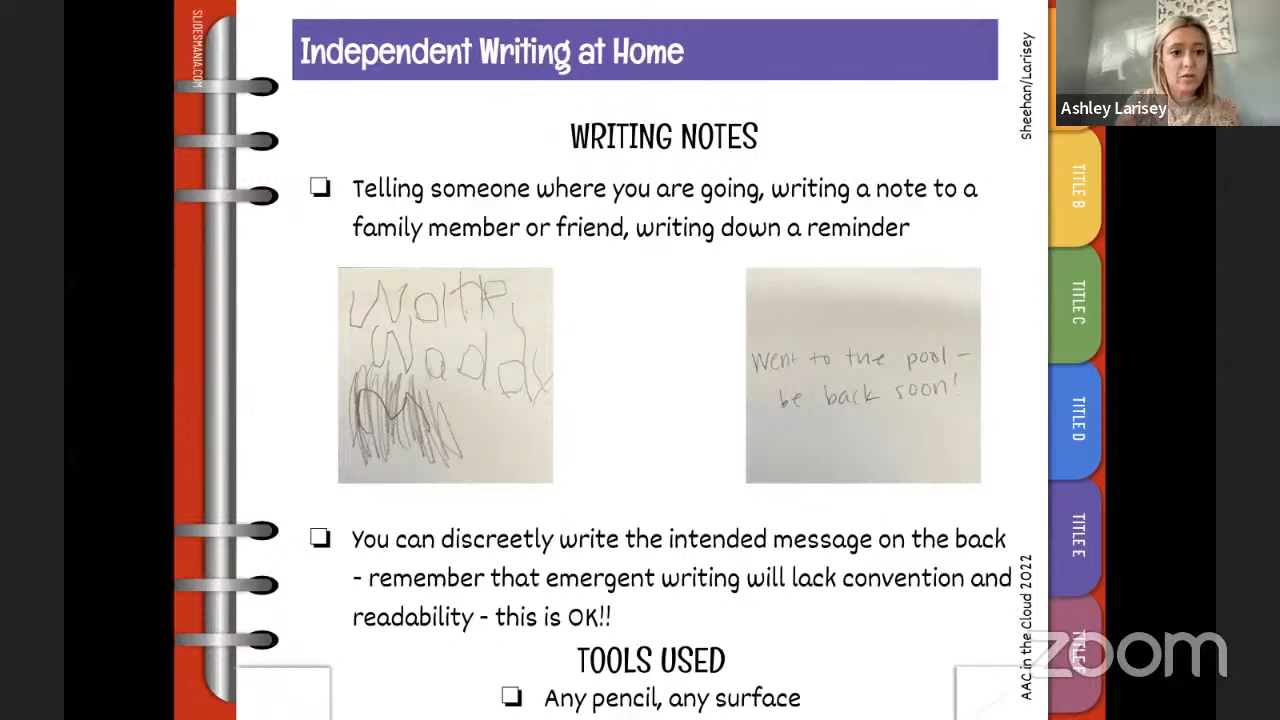 SLIDESMANIA.COM
Independent Writing at Home
sheehan/Larisey
Ashley Larisey
WRITING NOTES
❏ Telling someone where you are going, writing a note to a
family member or friend, writing down a reminder
Went to the pool -
be back soon!
❏ You can discreetly write the intended message on the back
- remember that emergent writing will lack convention and
readability - this is OK!!
TOOLS USED
❏ Any pencil, any surface
AAC in the Cloud 2022
TITLE B
TITLE C
TITLE D
TITLE E
zoom